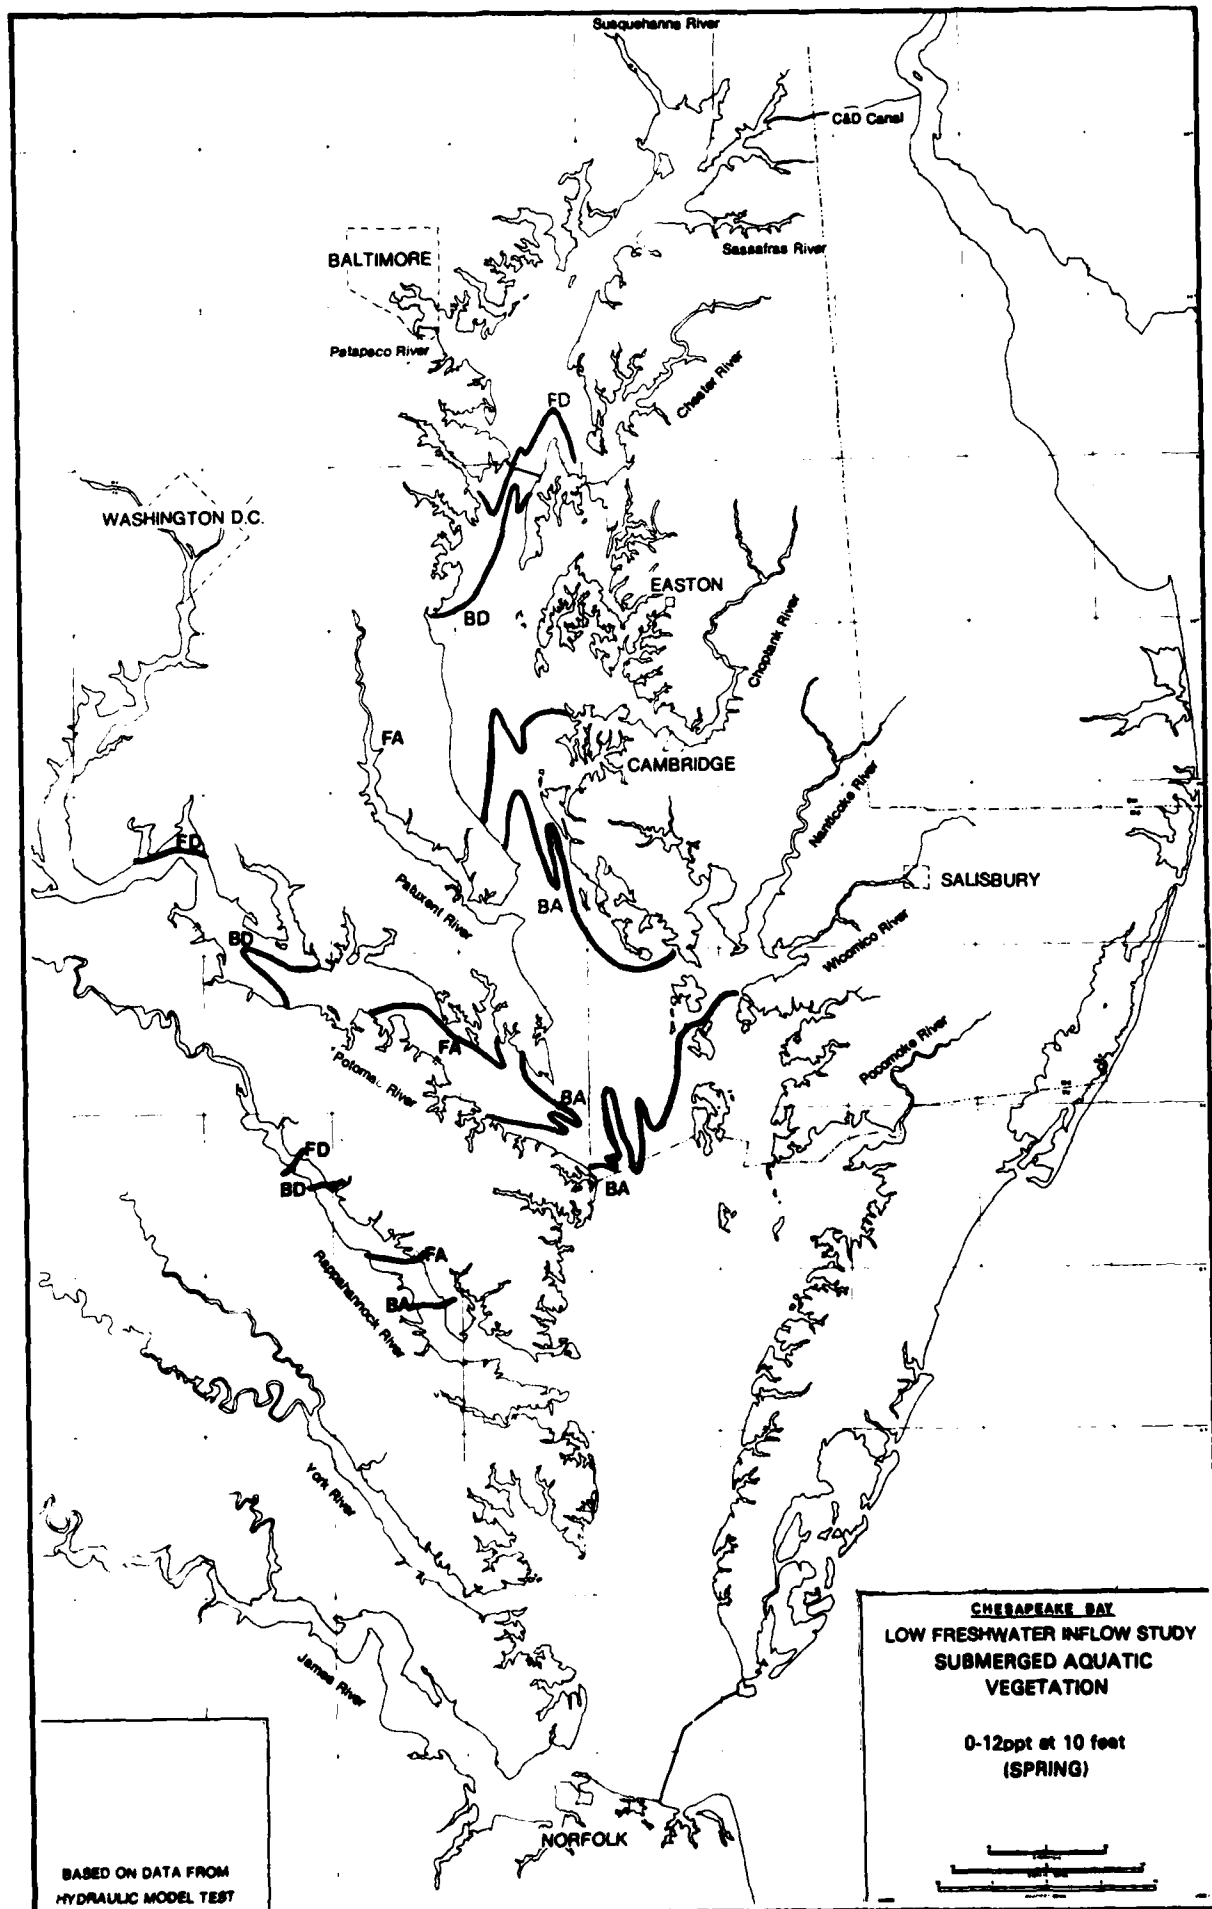 Susquehanna River
C&D Canal
Sassafras River
BALTIMORE
Patapsco River
Chester River
FD
WASHINGTON D.C.
EASTON
BD
Choptank River
FA
CAMBRIDGE
Nanticoke River
FD
SALISBURY
Patuxent River
BA
BD
Wicomico River
FA
Pocomoke River
Potomac River
BA
FD
BD
BA
FA
BA
Rappahannock River
York River
James River
NORFOLK
CHESAPEAKE BAY
LOW FRESHWATER INFLOW STUDY
SUBMERGED AQUATIC
VEGETATION
0-12ppt at 10 feet
(SPRING)
BASED ON DATA FROM
HYDRAULIC MODEL TEST